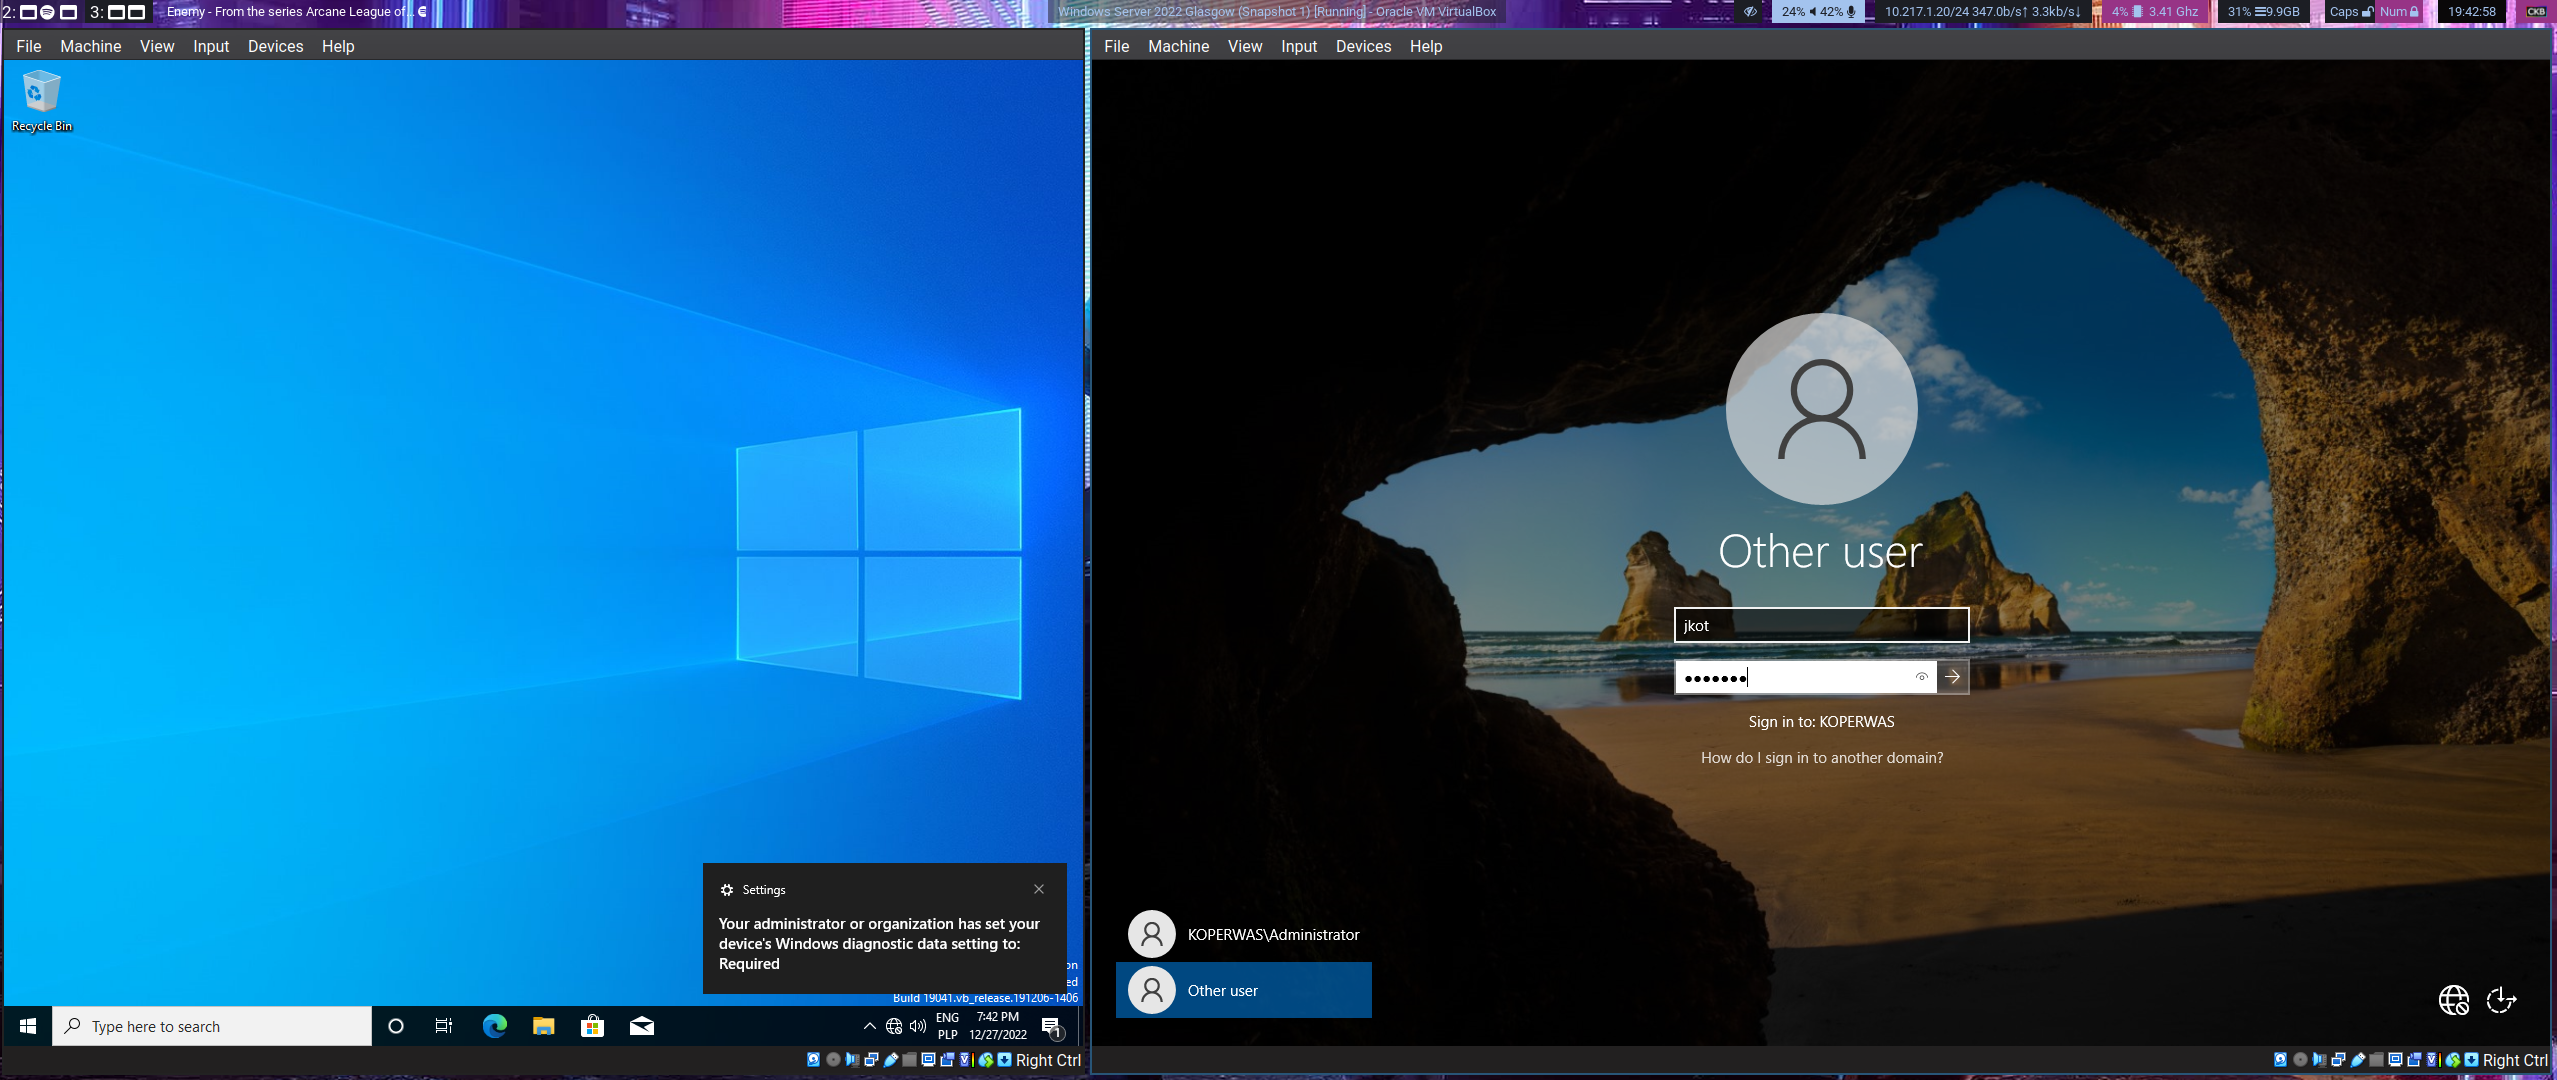 2:
3:
Enemy - From the series Arcane League of...
Windows Server 2022 Glasgow (Snapshot 1) [Running] - Oracle VM VirtualBox
24% 42%
10.217.1.20/24 347.0b/s↑ 3.3kb/s↓
4% 3.41 Ghz
31% 9.9GB
Caps Num
19:42:58
CKB
File Machine View Input Devices Help
Recycle Bin
Settings
Your administrator or organization has set your
device's Windows diagnostic data setting to:
Required
on
ed
Build 19041.vb_release.191206-1406
Type here to search
ENG
PLP
7:42 PM
12/27/2022
1
Right Ctrl
File Machine View Input Devices Help
Other user
jkot
Sign in to: KOPERWAS
How do I sign in to another domain?
KOPERWAS\Administrator
Other user
Right Ctrl